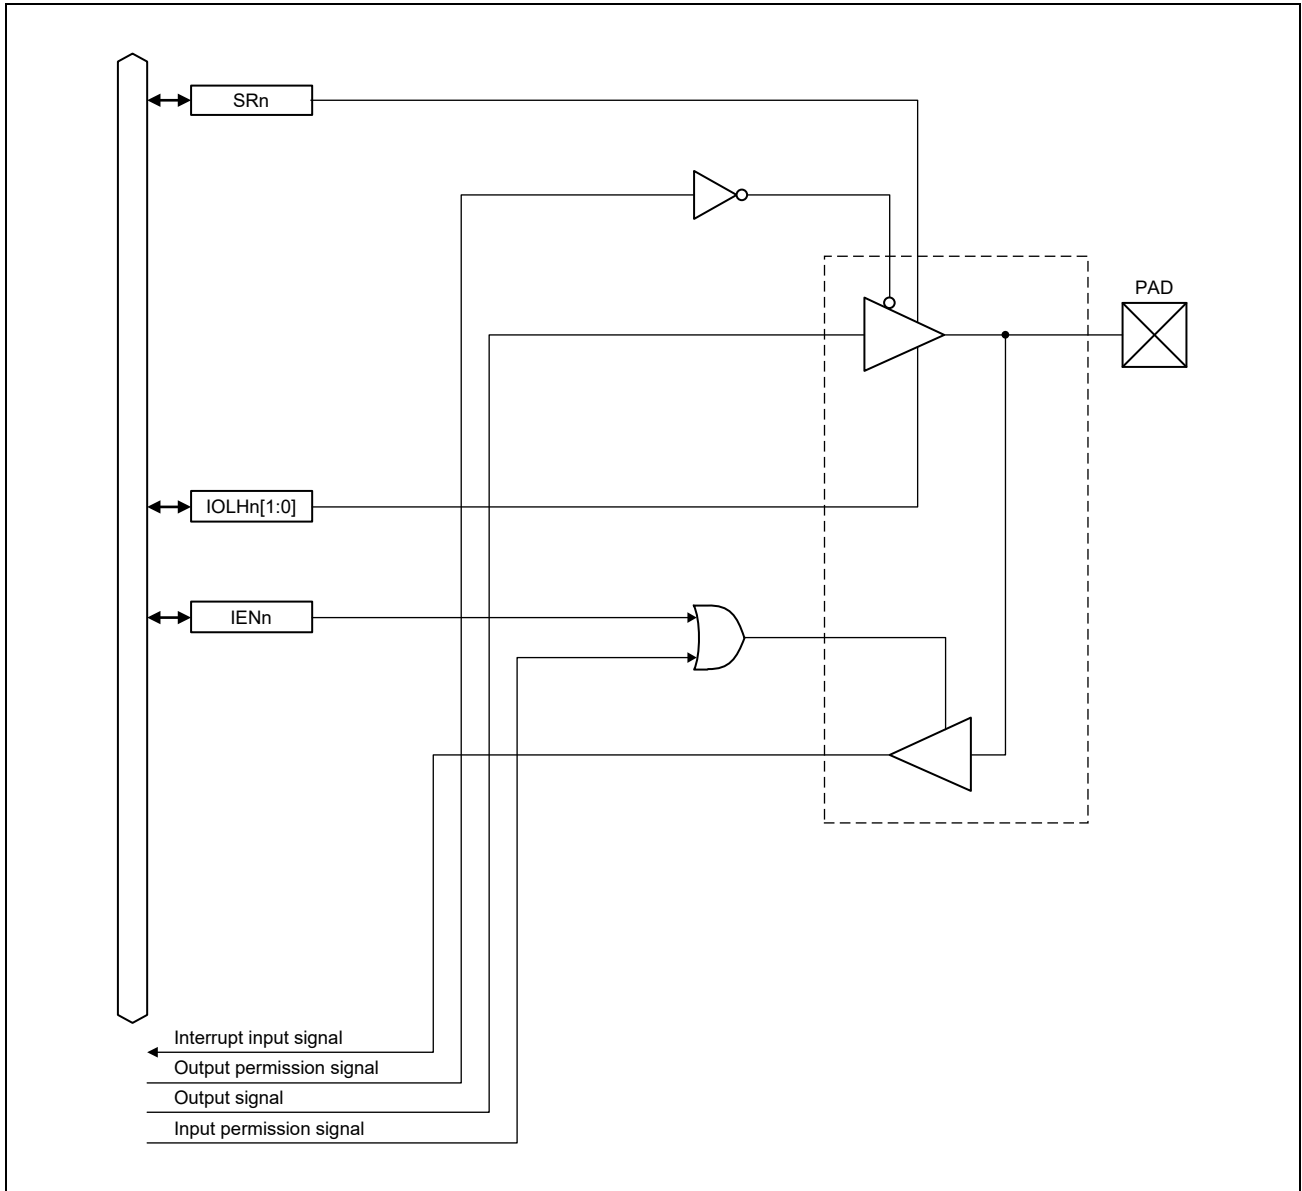 SRn
PAD
IOLHn[1:0]
IENn
Interrupt input signal
Output permission signal
Output signal
Input permission signal